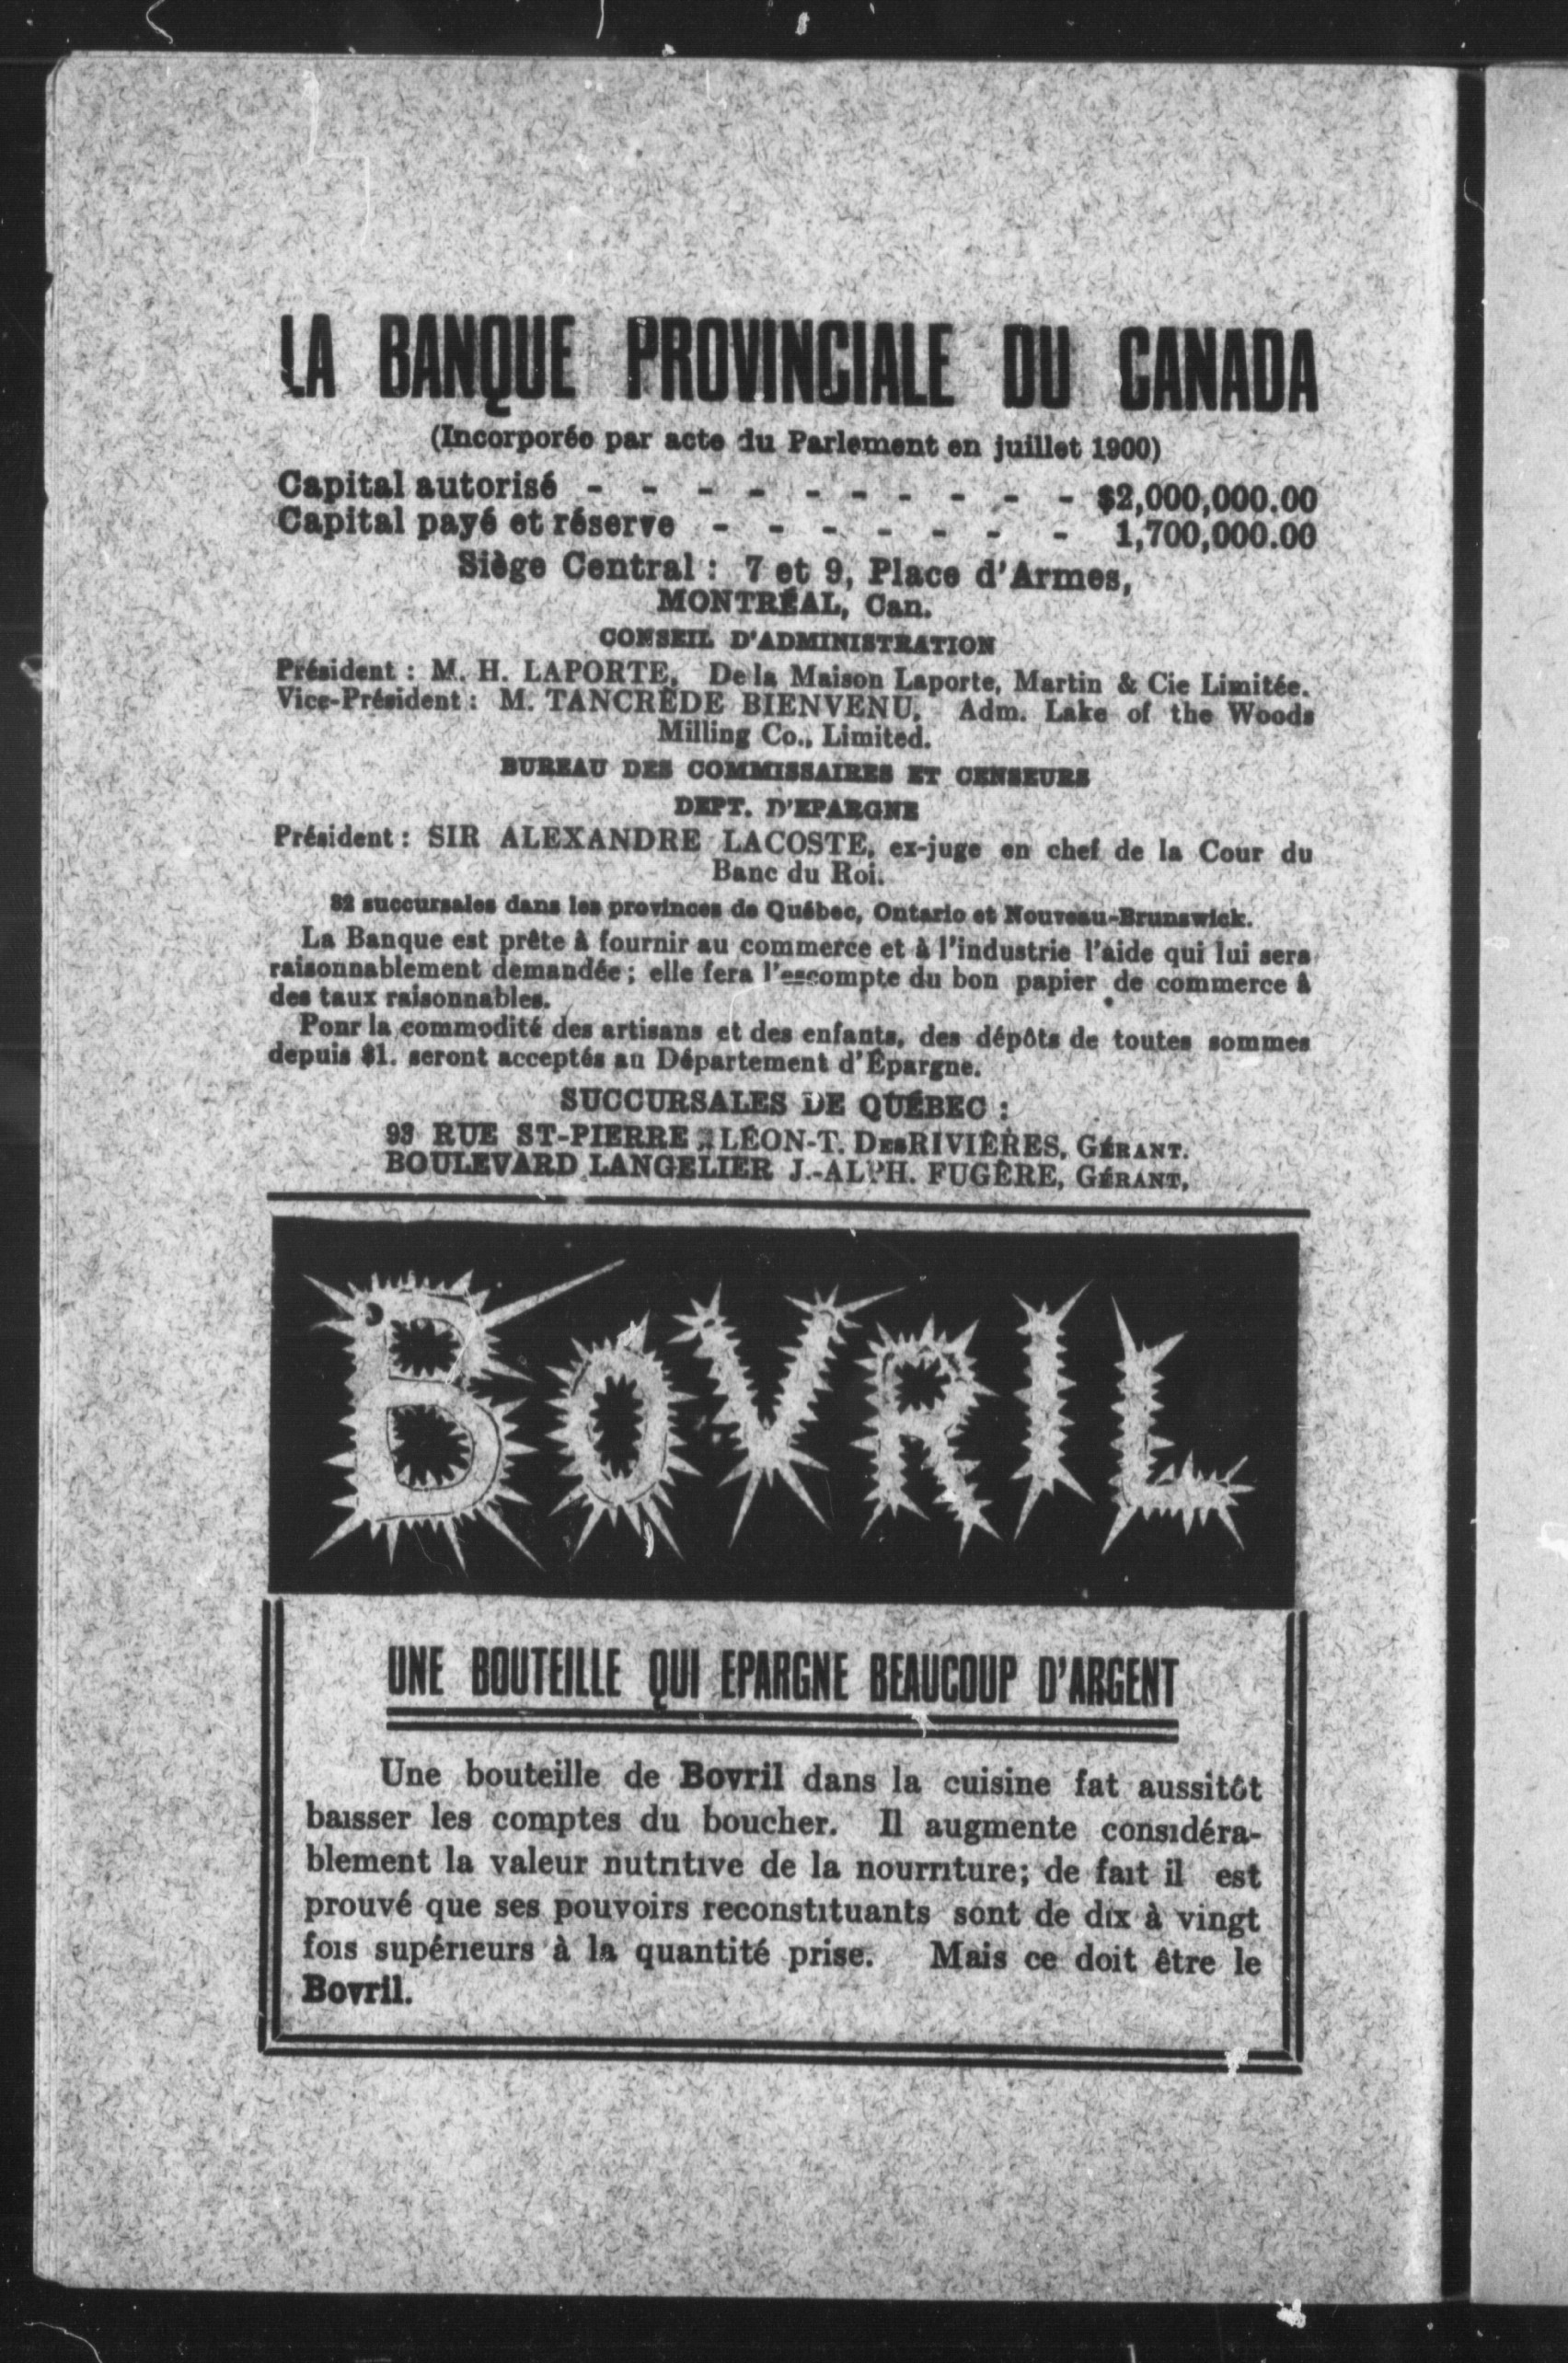 LA BANQUE PROVINCIALE DU CANADA
(Incorporée par acte du Parlement en juillet 1900)
Capital autorisé - - - - - - - - - - $2,000,000.00
Capital payé et réserve - - - - - - - 1,700,000.00
Siège Central : 7 et 9, Place d'Armes,
MONTRÉAL, Can.
CONSEIL D'ADMINISTRATION
Président : M. H. LAPORTE, De la Maison Laporte, Martin & Cie Limitée.
Vice-Président : M. TANCRÈDE BIENVENU, Adm. Lake of the Woods
Milling Co., Limited.
BUREAU DES COMMISSAIRES ET CENSEURS
DEPT. D'EPARGNE
Président : SIR ALEXANDRE LACOSTE, ex-juge en chef de la Cour du
Banc du Roi.
succursales dans les provinces de Québec, Ontario et Nouveau-Brunswick.
La Banque est prête à fournir au commerce et à l'industrie l'aide qui lui sera
raisonnablement demandée ; elle fera l'escompte du bon papier de commerce à
des taux raisonnables.
Ponr la commodité des artisans et des enfants, des dépôts de toutes sommes
depuis $1. seront acceptés au Département d'Épargne.
SUCCURSALES DE QUÉBEC :
93 RUE ST-PIERRE LÉON-T. DesRIVIÈRES, GÉRANT.
BOULEVARD LANGELIER J.-ALPH. FUGÈRE, GÉRANT,
BOVRIL
UNE BOUTEILLE QUI EPARGNE BEAUCOUP D'ARGENT
Une bouteille de Bovril dans la cuisine fat aussitôt
baisser les comptes du boucher. Il augmente considéra-
blement la valeur nutritive de la nourriture; de fait il est
prouvé que ses pouvoirs reconstituants sont de dix à vingt
fois supérieurs à la quantité prise. Mais ce doit être le
Bovril.